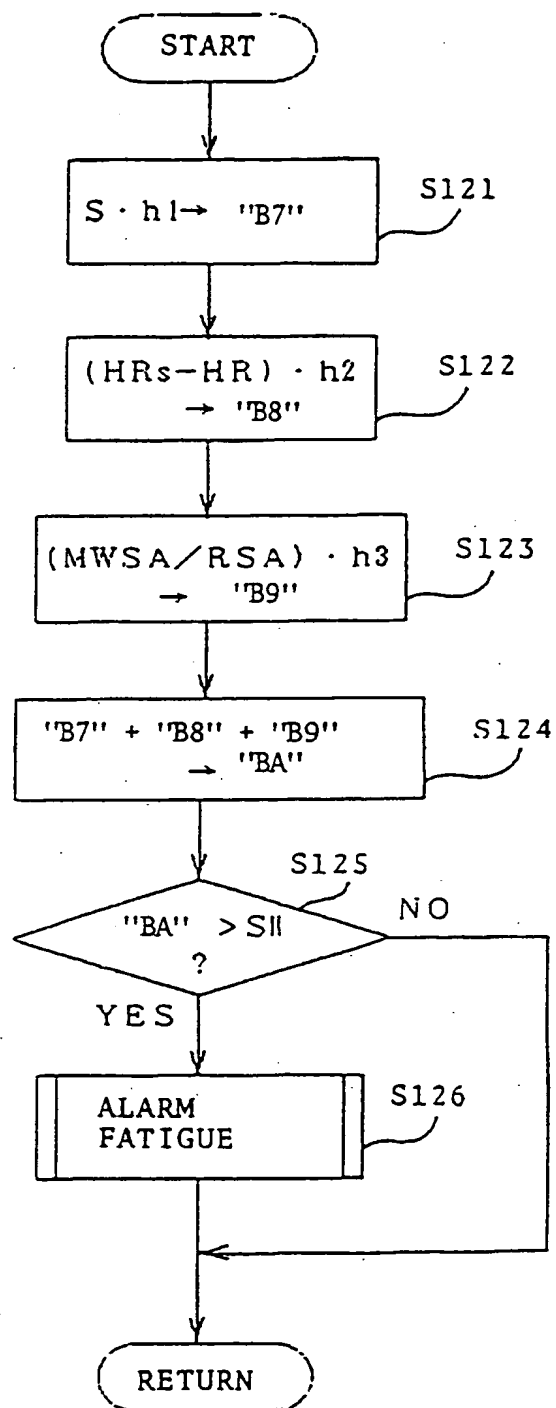 START
S · h1→ "B7"
S121
(HRs-HR) · h2
→ "B8"
S122
(MWSA/RSA) · h3
→ "B9"
S123
"B7" + "B8" + "B9"
→ "BA"
S124
S125
"BA" > S11
?
NO
YES
ALARM
FATIGUE
S126
RETURN